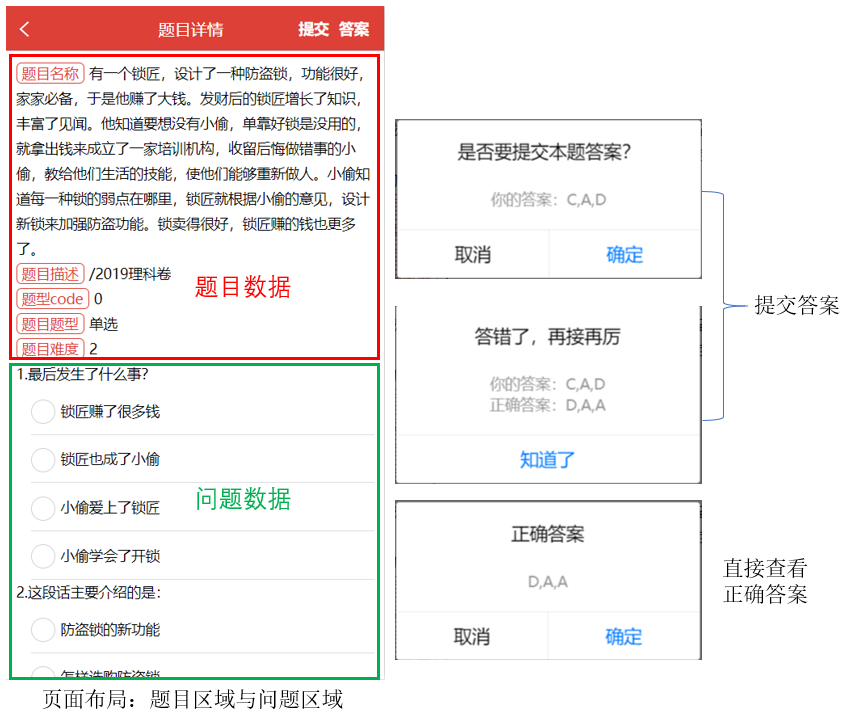 题目详情 提交 答案
题目名称 有一个锁匠，设计了一种防盗锁，功能很好，
家家必备，于是他赚了大钱。发财后的锁匠增长了知识，
丰富了见闻。他知道要想没有小偷，单靠好锁是没用的，
就拿出钱来成立了一家培训机构，收留后悔做错事的小
偷，教给他们生活的技能，使他们能够重新做人。小偷知
道每一种锁的弱点在哪里，锁匠就根据小偷的意见，设计
新锁来加强防盗功能。锁卖得很好，锁匠赚的钱也更多
了。
题目描述 /2019理科卷
题型code 0
题目题型 单选
题目难度 2
题目数据
1.最后发生了什么事？
锁匠赚了很多钱
锁匠也成了小偷
小偷爱上了锁匠
小偷学会了开锁
问题数据
2.这段话主要介绍的是：
防盗锁的新功能
怎样选购防盗锁
页面布局：题目区域与问题区域
是否要提交本题答案？
你的答案：C,A,D
取消 确定
答错了，再接再厉
你的答案：C,A,D
正确答案：D,A,A
知道了
提交答案
正确答案
D,A,A
取消 确定
直接查看
正确答案